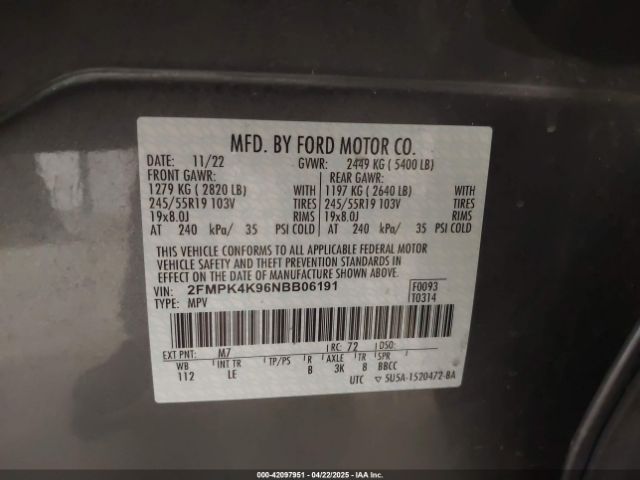 MFD. BY FORD MOTOR CO.
DATE: 11/22 GVWR: 2449 KG ( 5400 LB)
FRONT GAWR: REAR GAWR:
1279 KG ( 2820 LB) WITH 1197 KG ( 2640 LB) WITH
245/55R19 103V TIRES 245/55R19 103V TIRES
19x8.0J RIMS 19x8.0J RIMS
AT 240 kPa/ 35 PSI COLD AT 240 kPa/ 35 PSI COLD
THIS VEHICLE CONFORMS TO ALL APPLICABLE FEDERAL MOTOR
VEHICLE SAFETY AND THEFT PREVENTION STANDARDS IN
EFFECT ON THE DATE OF MANUFACTURE SHOWN ABOVE.
VIN: 2FMPK4K96NBB06191 F0093
TYPE: MPV T0314
EXT PNT: M7 RC: 72 DSO:
WB INT TR TP/PS R AXLE TR SPR
112 LE B 3K 8 BBCC
UTC ▽ 5U5A-1520472-BA
000-42097951 - 04/22/2025 - IAA, Inc.